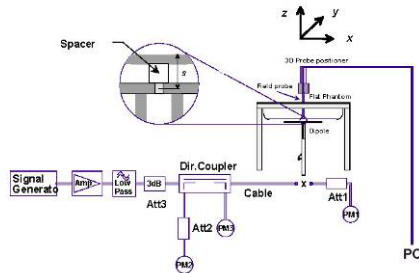 z
y
x
Spacer
s
3D Probe positioner
Field probe
Flat Phantom
Dipole
Signal
Generato
Amp
Low
Pass
3dB
Att3
Dir.Coupler
Cable
x
Att1
PM1
Att2
PM3
PM2
PC